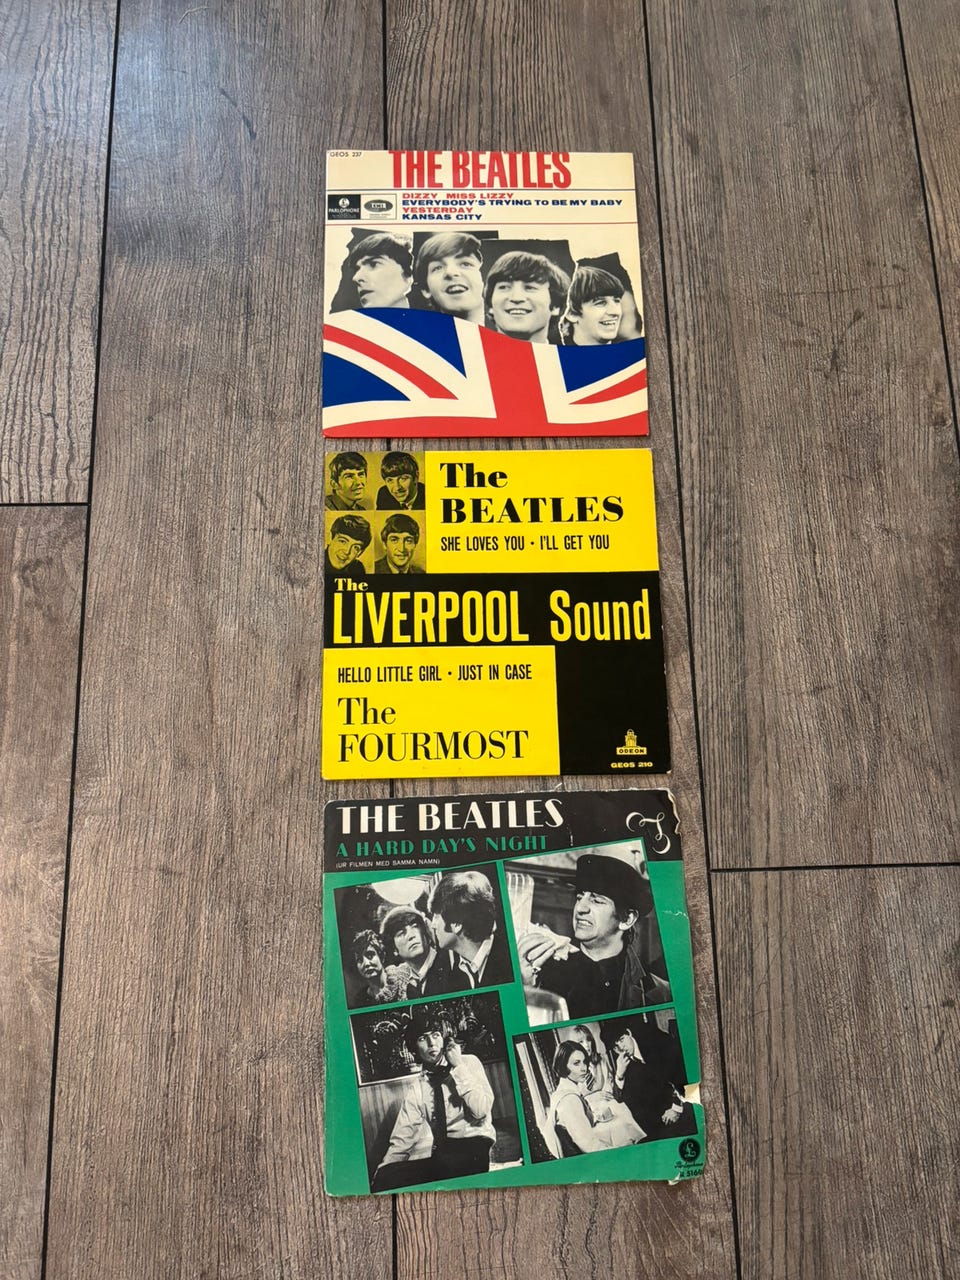 GEOS 237
THE BEATLES
PARLOPHONE
EMI
DIZZY MISS LIZZY
EVERYBODY'S TRYING TO BE MY BABY
YESTERDAY
KANSAS CITY
The
BEATLES
SHE LOVES YOU • I'LL GET YOU
The
LIVERPOOL Sound
HELLO LITTLE GIRL • JUST IN CASE
The
FOURMOST
ODEON
GEOS 210
THE BEATLES
A HARD DAY'S NIGHT
(UR FILMEN MED SAMMA NAMN)
Parlophone